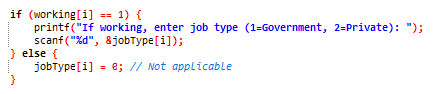 if (working[i] == 1) {
    printf("If working, enter job type (1=Government, 2=Private): ");
    scanf("%d", &jobType[i]);
} else {
    jobType[i] = 0; // Not applicable
}